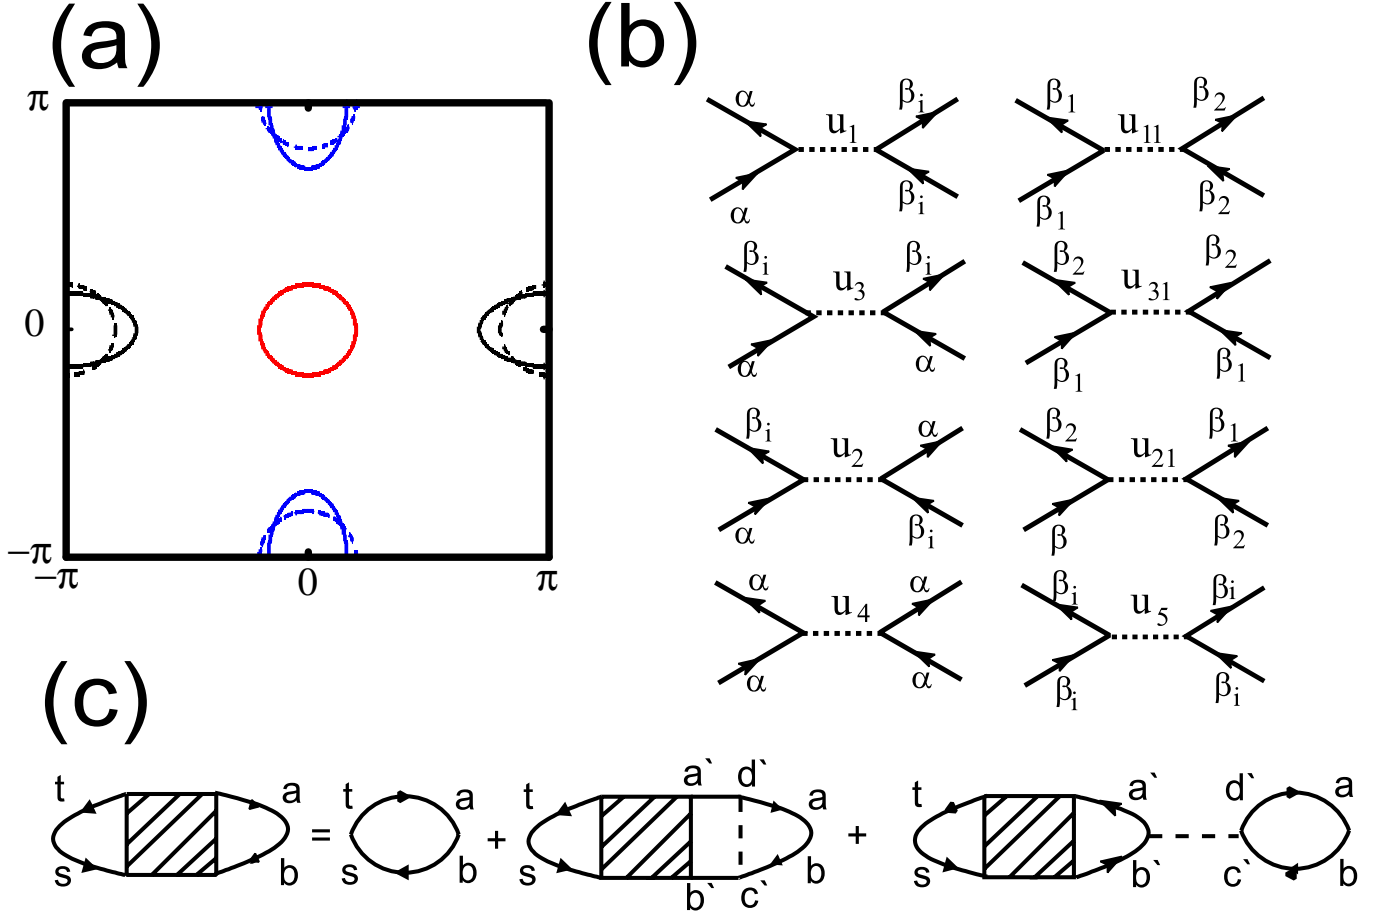 (a)
π
0
−π
−π 0 π
(b)
α βi
u1
α βi
β1 β2
u11
β1 β2
βi βi
u3
α α
β2 β2
u31
β1 β1
βi α
u2
α βi
β2 β1
u21
β β2
α α
u4
α α
βi βi
u5
βi βi
(c)
t a t a a` d` a t a` d` a
= + +
s b s b b` c` b s b` c` b